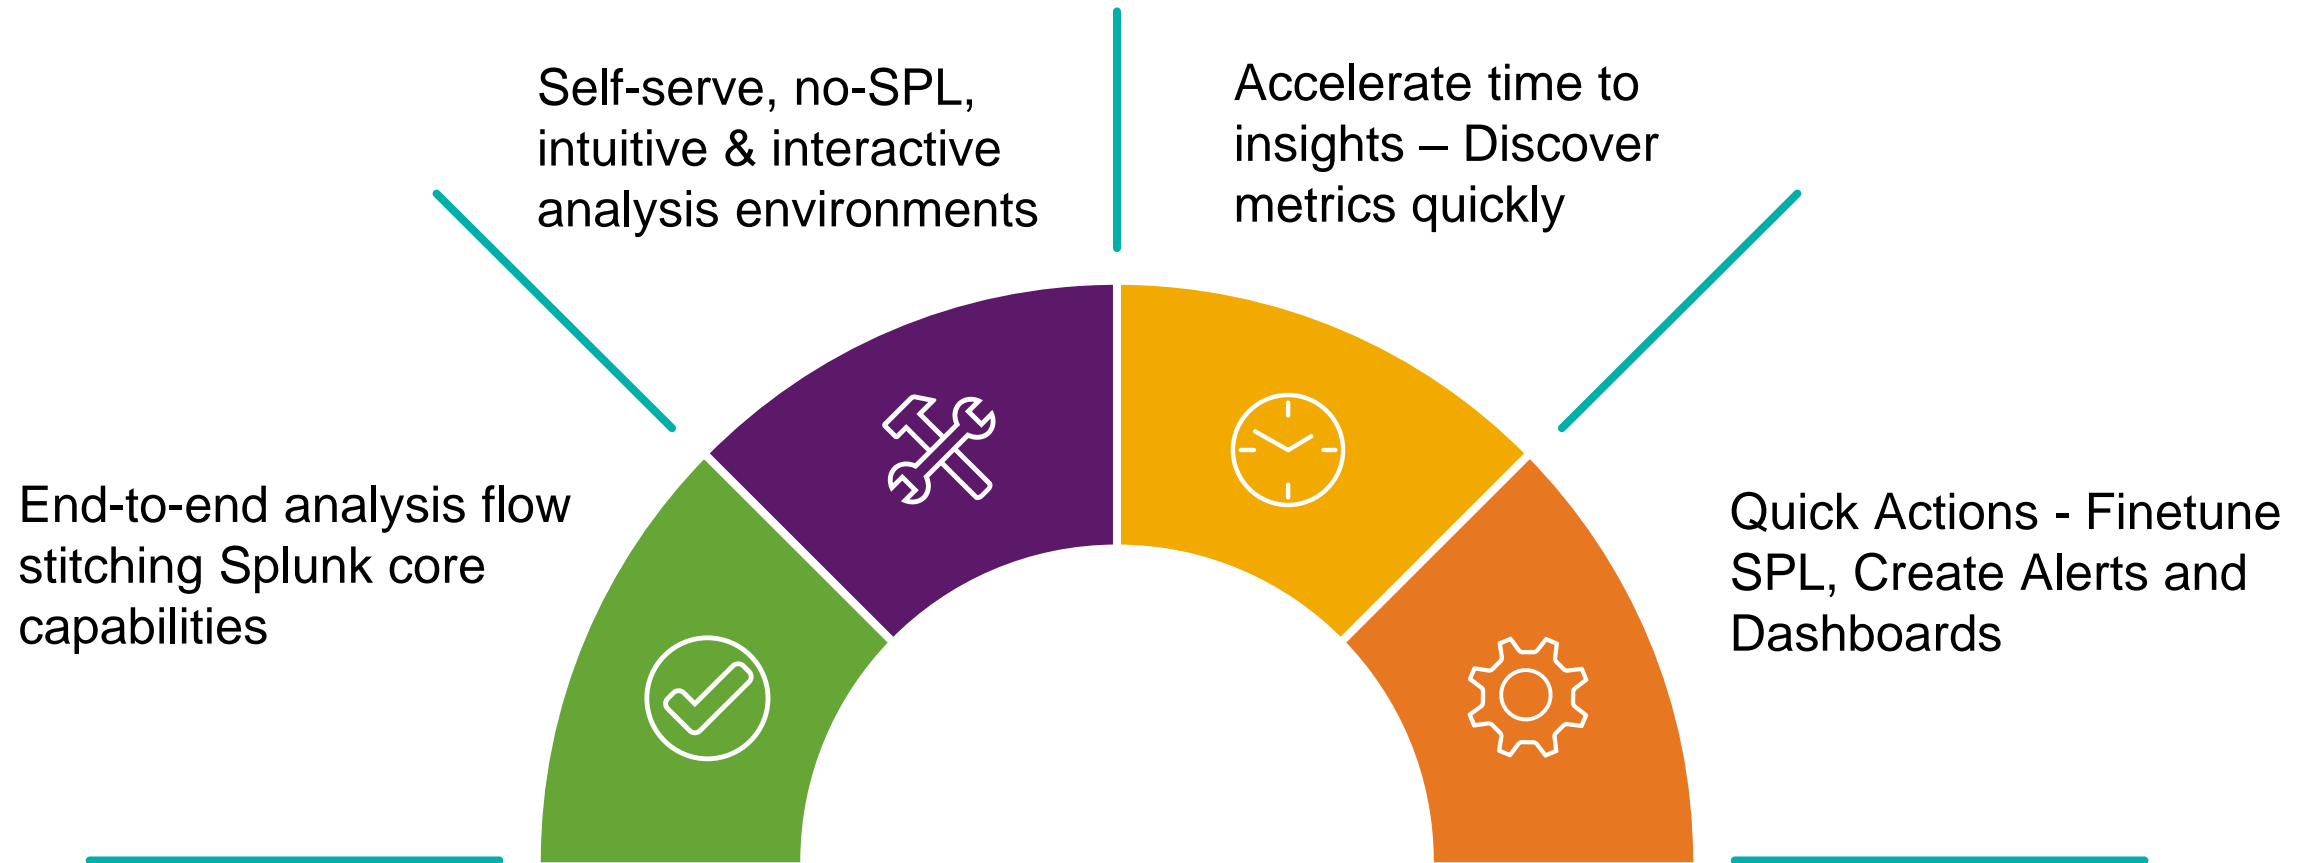 Self-serve, no-SPL,
intuitive & interactive
analysis environments
Accelerate time to
insights – Discover
metrics quickly
End-to-end analysis flow
stitching Splunk core
capabilities
Quick Actions - Finetune
SPL, Create Alerts and
Dashboards